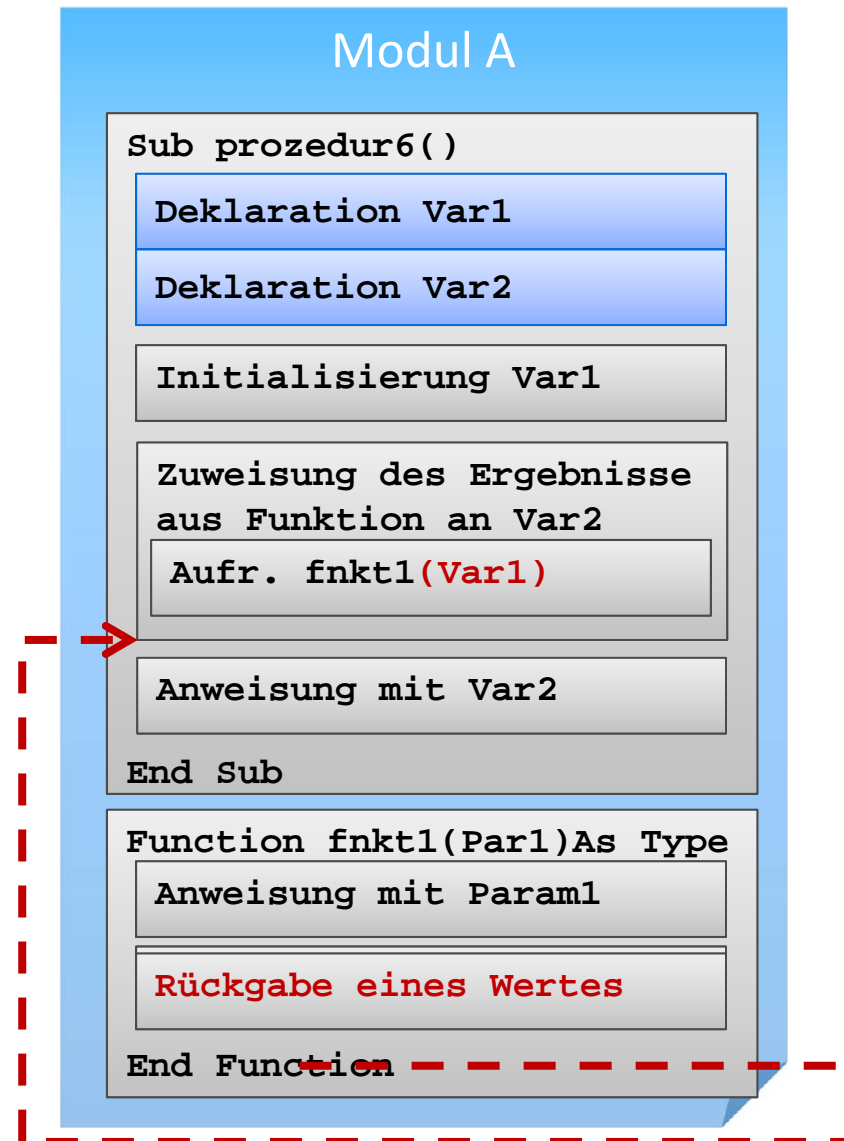 Modul A
Sub prozedur6()
Deklaration Var1
Deklaration Var2
Initialisierung Var1
Zuweisung des Ergebnisse
aus Funktion an Var2
Aufr. fnkt1(Var1)
Anweisung mit Var2
End Sub
Function fnkt1(Par1)As Type
Anweisung mit Param1
Rückgabe eines Wertes
End Function